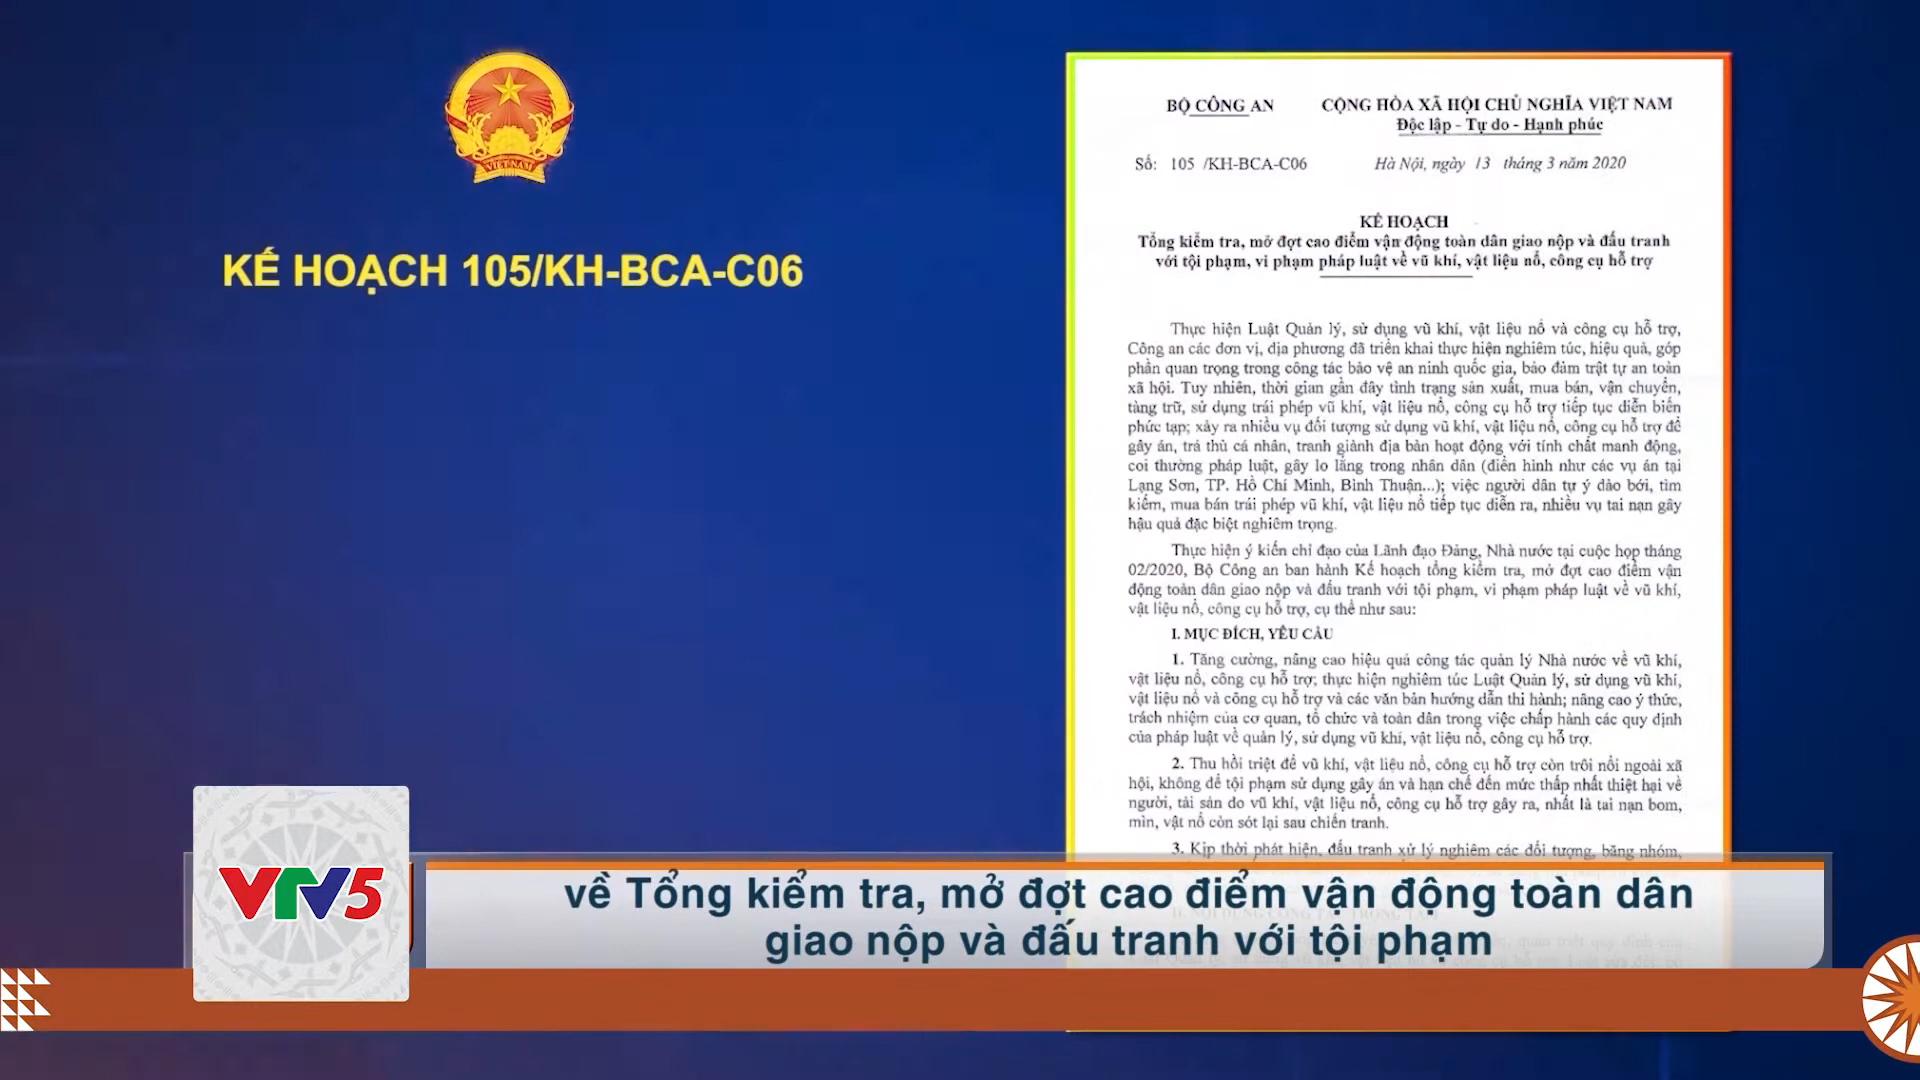 VIỆT NAM
KẾ HOẠCH 105/KH-BCA-C06
BỘ CÔNG AN
CỘNG HÒA XÃ HỘI CHỦ NGHĨA VIỆT NAM
Độc lập - Tự do - Hạnh phúc
Số: 105 /KH-BCA-C06
Hà Nội, ngày 13 tháng 3 năm 2020
KẾ HOẠCH
Tổng kiểm tra, mở đợt cao điểm vận động toàn dân giao nộp và đấu tranh
với tội phạm, vi phạm pháp luật về vũ khí, vật liệu nổ, công cụ hỗ trợ
Thực hiện Luật Quản lý, sử dụng vũ khí, vật liệu nổ và công cụ hỗ trợ,
Công an các đơn vị, địa phương đã triển khai thực hiện nghiêm túc, hiệu quả, góp
phần quan trọng trong công tác bảo vệ an ninh quốc gia, bảo đảm trật tự an toàn
xã hội. Tuy nhiên, thời gian gần đây tình trạng sản xuất, mua bán, vận chuyển,
tàng trữ, sử dụng trái phép vũ khí, vật liệu nổ, công cụ hỗ trợ tiếp tục diễn biến
phức tạp; xảy ra nhiều vụ đối tượng sử dụng vũ khí, vật liệu nổ, công cụ hỗ trợ để
gây án, trả thù cá nhân, tranh giành địa bàn hoạt động với tính chất manh động,
coi thường pháp luật, gây lo lắng trong nhân dân (điển hình như các vụ án tại
Lạng Sơn, TP. Hồ Chí Minh, Bình Thuận...); việc người dân tự ý đào bới, tìm
kiếm, mua bán trái phép vũ khí, vật liệu nổ tiếp tục diễn ra, nhiều vụ tai nạn gây
hậu quả đặc biệt nghiêm trọng.
Thực hiện ý kiến chỉ đạo của Lãnh đạo Đảng, Nhà nước tại cuộc họp tháng
02/2020, Bộ Công an ban hành Kế hoạch tổng kiểm tra, mở đợt cao điểm vận
động toàn dân giao nộp và đấu tranh với tội phạm, vi phạm pháp luật về vũ khí,
vật liệu nổ, công cụ hỗ trợ, cụ thể như sau:
I. MỤC ĐÍCH, YÊU CẦU
1. Tăng cường, nâng cao hiệu quả công tác quản lý Nhà nước về vũ khí,
vật liệu nổ, công cụ hỗ trợ; thực hiện nghiêm túc Luật Quản lý, sử dụng vũ khí,
vật liệu nổ và công cụ hỗ trợ và các văn bản hướng dẫn thi hành; nâng cao ý thức,
trách nhiệm của cơ quan, tổ chức và toàn dân trong việc chấp hành các quy định
của pháp luật về quản lý, sử dụng vũ khí, vật liệu nổ, công cụ hỗ trợ.
2. Thu hồi triệt để vũ khí, vật liệu nổ, công cụ hỗ trợ còn trôi nổi ngoài xã
hội, không để tội phạm sử dụng gây án và hạn chế đến mức thấp nhất thiệt hại về
người, tài sản do vũ khí, vật liệu nổ, công cụ hỗ trợ gây ra, nhất là tai nạn bom,
mìn, vật nổ còn sót lại sau chiến tranh.
3. Kịp thời phát hiện, đấu tranh xử lý nghiêm các đối tượng, băng nhóm,
VTV5
về Tổng kiểm tra, mở đợt cao điểm vận động toàn dân
giao nộp và đấu tranh với tội phạm